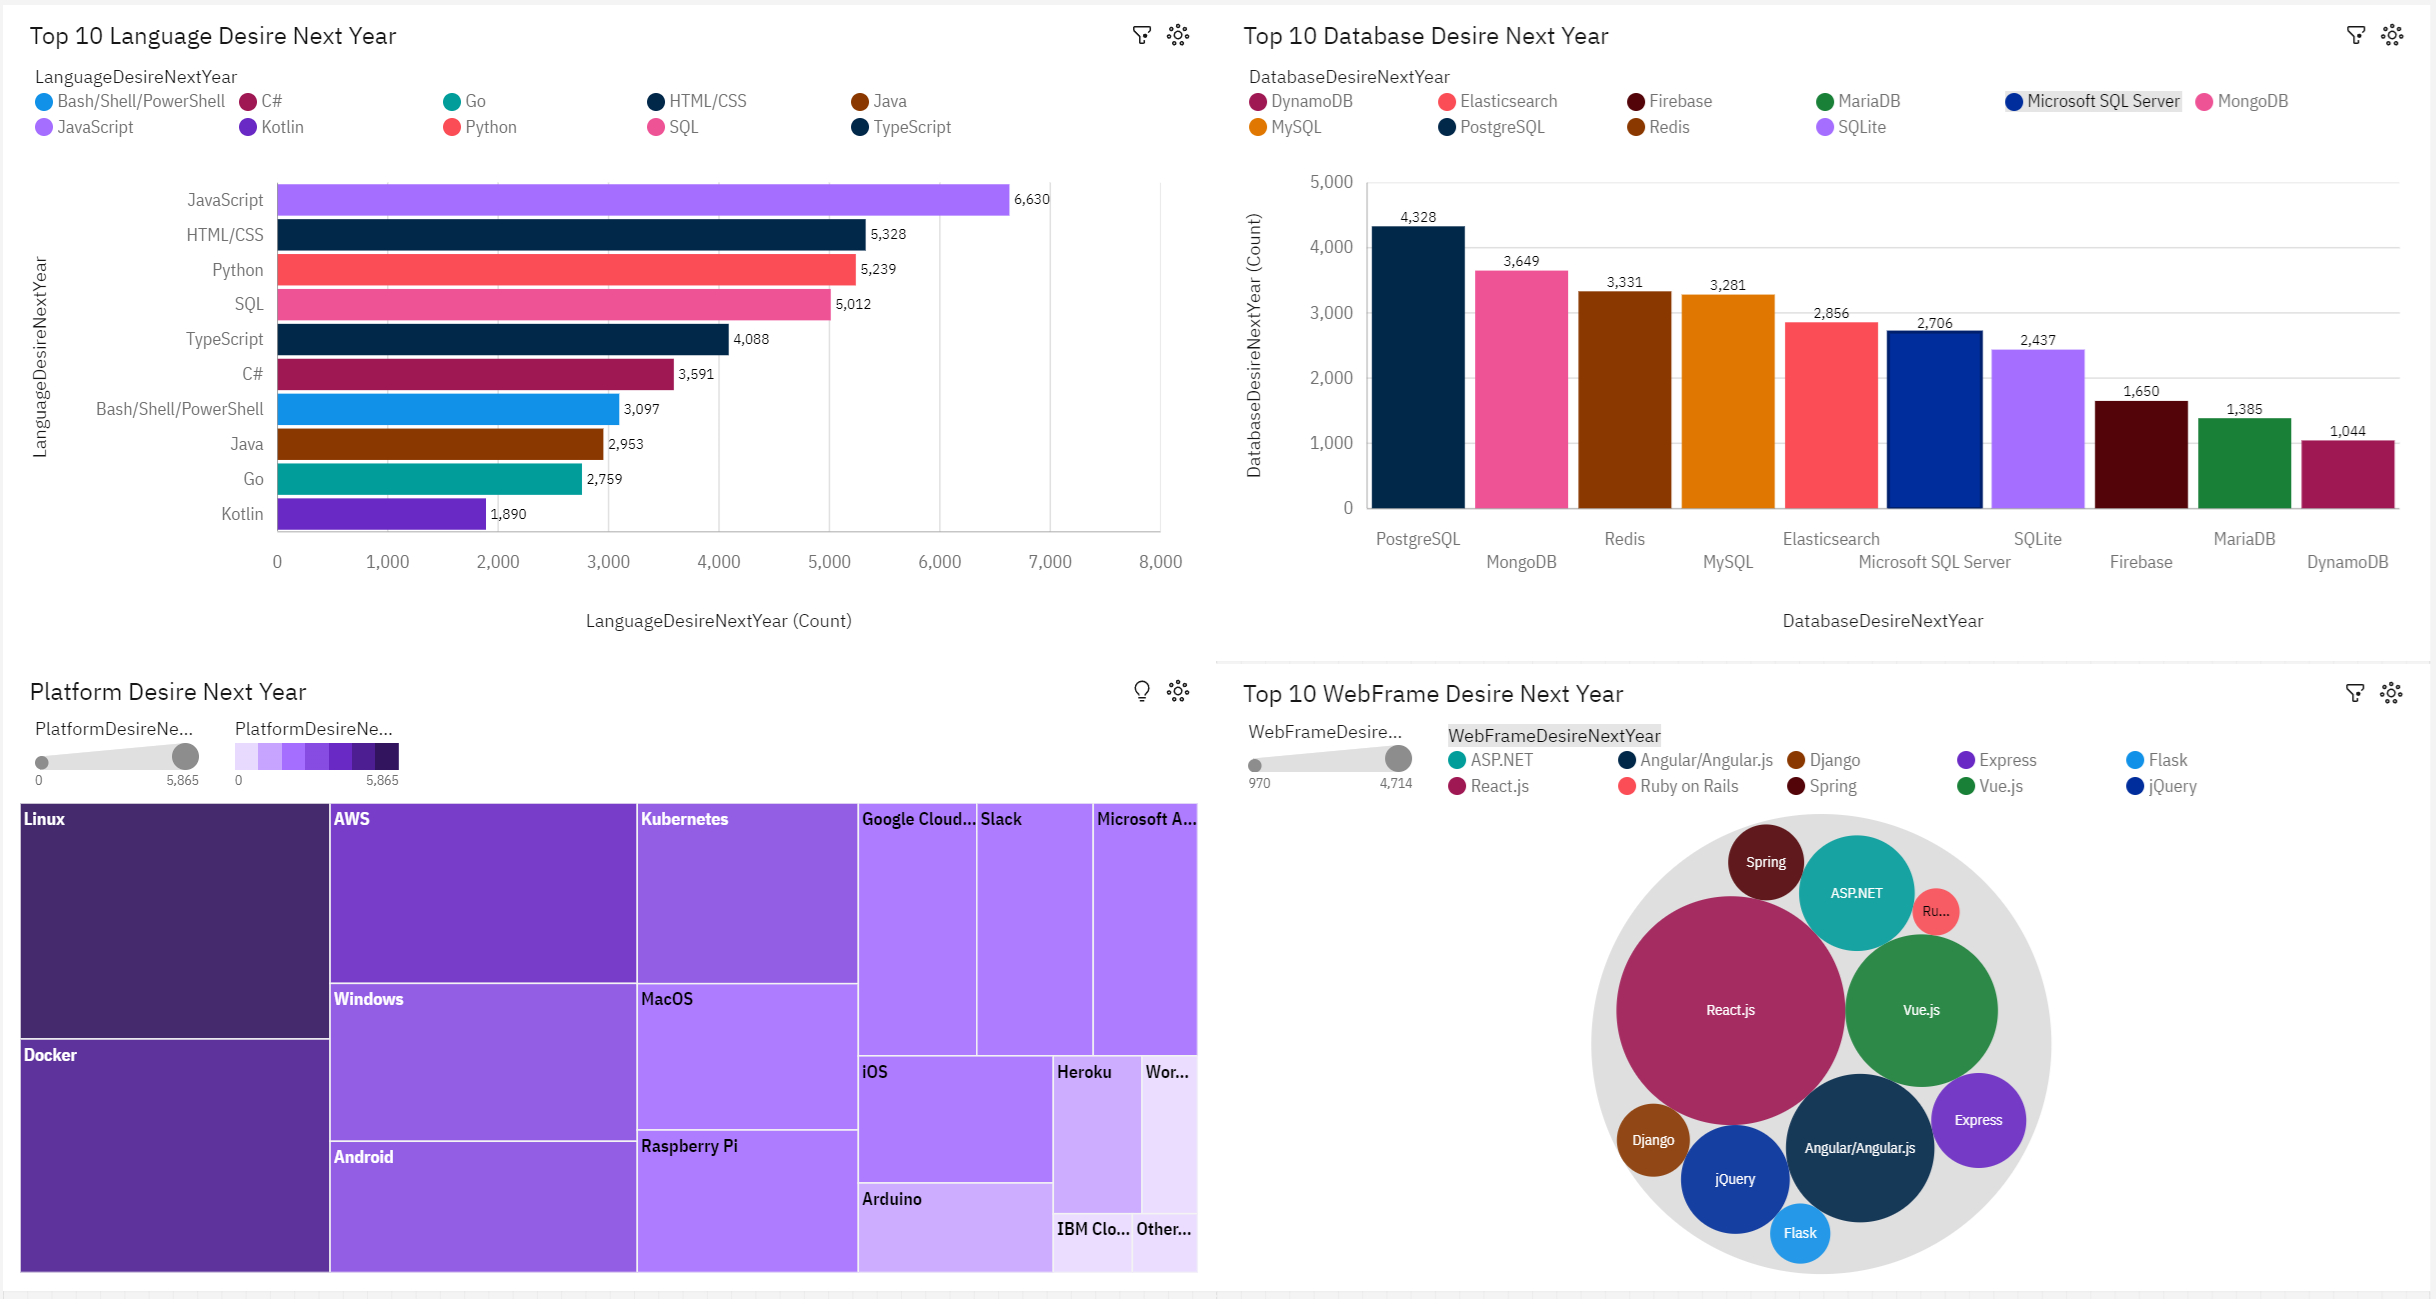 Top 10 Language Desire Next Year
LanguageDesireNextYear
Bash/Shell/PowerShell C# Go HTML/CSS Java
JavaScript Kotlin Python SQL TypeScript
LanguageDesireNextYear
JavaScript 6,630
HTML/CSS 5,328
Python 5,239
SQL 5,012
TypeScript 4,088
C# 3,591
Bash/Shell/PowerShell 3,097
Java 2,953
Go 2,759
Kotlin 1,890
0 1,000 2,000 3,000 4,000 5,000 6,000 7,000 8,000
LanguageDesireNextYear (Count)
Top 10 Database Desire Next Year
DatabaseDesireNextYear
DynamoDB Elasticsearch Firebase MariaDB Microsoft SQL Server MongoDB
MySQL PostgreSQL Redis SQLite
DatabaseDesireNextYear (Count)
5,000
4,000
3,000
2,000
1,000
0
4,328 3,649 3,331 3,281 2,856 2,706 2,437 1,650 1,385 1,044
PostgreSQL Redis Elasticsearch SQLite MariaDB
MongoDB MySQL Microsoft SQL Server Firebase DynamoDB
DatabaseDesireNextYear
Platform Desire Next Year
PlatformDesireNe... PlatformDesireNe...
0 5,865 0 5,865
Linux AWS Kubernetes Google Cloud... Slack Microsoft A...
Windows MacOS
Docker iOS Heroku Wor...
Android Raspberry Pi
Arduino IBM Clo... Other...
Top 10 WebFrame Desire Next Year
WebFrameDesire... WebFrameDesireNextYear
970 4,714
ASP.NET Angular/Angular.js Django Express Flask
React.js Ruby on Rails Spring Vue.js jQuery
Spring
ASP.NET
Ru...
React.js Vue.js
Express
Django Angular/Angular.js
jQuery
Flask